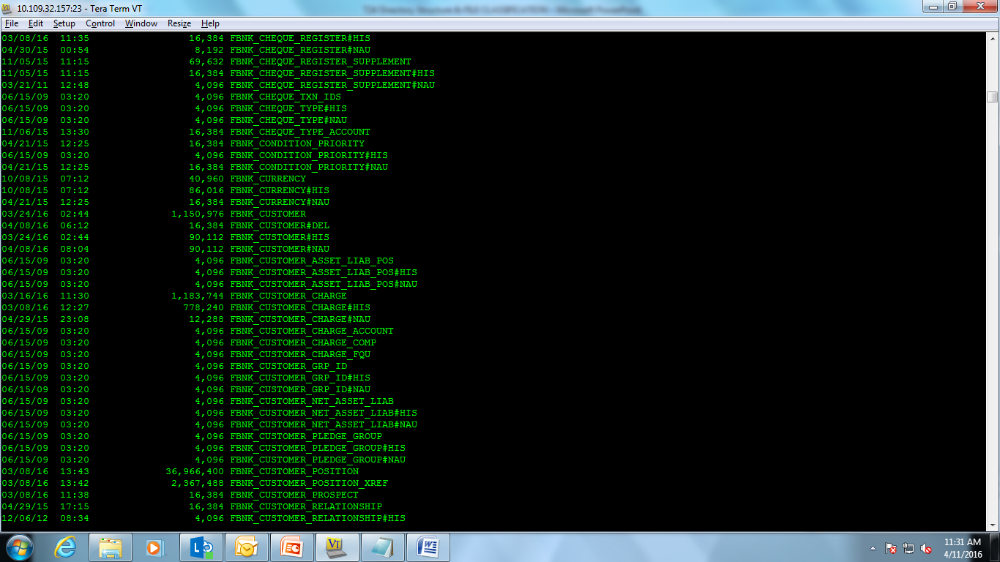 10.109.32.157:23 - Tera Term VT
File Edit Setup Control Window Resize Help
03/08/16 11:35 16,384 FBNK_CHEQUE_REGISTER#HIS
04/30/15 00:54 8,192 FBNK_CHEQUE_REGISTER#NAU
11/05/15 11:15 69,632 FBNK_CHEQUE_REGISTER_SUPPLEMENT
11/05/15 11:15 16,384 FBNK_CHEQUE_REGISTER_SUPPLEMENT#HIS
03/21/11 12:48 4,096 FBNK_CHEQUE_REGISTER_SUPPLEMENT#NAU
06/15/09 03:20 4,096 FBNK_CHEQUE_TXN_IDS
06/15/09 03:20 4,096 FBNK_CHEQUE_TYPE#HIS
06/15/09 03:20 4,096 FBNK_CHEQUE_TYPE#NAU
11/06/15 13:30 16,384 FBNK_CHEQUE_TYPE_ACCOUNT
04/21/15 12:25 16,384 FBNK_CONDITION_PRIORITY
06/15/09 03:20 4,096 FBNK_CONDITION_PRIORITY#HIS
04/21/15 12:25 16,384 FBNK_CONDITION_PRIORITY#NAU
10/08/15 07:12 40,960 FBNK_CURRENCY
10/08/15 07:12 86,016 FBNK_CURRENCY#HIS
04/21/15 12:25 16,384 FBNK_CURRENCY#NAU
03/24/16 02:44 1,150,976 FBNK_CUSTOMER
04/08/16 06:12 16,384 FBNK_CUSTOMER#DEL
03/24/16 02:44 90,112 FBNK_CUSTOMER#HIS
04/08/16 08:04 90,112 FBNK_CUSTOMER#NAU
06/15/09 03:20 4,096 FBNK_CUSTOMER_ASSET_LIAB_POS
06/15/09 03:20 4,096 FBNK_CUSTOMER_ASSET_LIAB_POS#HIS
06/15/09 03:20 4,096 FBNK_CUSTOMER_ASSET_LIAB_POS#NAU
03/16/16 11:30 1,183,744 FBNK_CUSTOMER_CHARGE
03/08/16 12:27 778,240 FBNK_CUSTOMER_CHARGE#HIS
04/29/15 23:08 12,288 FBNK_CUSTOMER_CHARGE#NAU
06/15/09 03:20 4,096 FBNK_CUSTOMER_CHARGE_ACCOUNT
06/15/09 03:20 4,096 FBNK_CUSTOMER_CHARGE_COMP
06/15/09 03:20 4,096 FBNK_CUSTOMER_CHARGE_FQU
06/15/09 03:20 4,096 FBNK_CUSTOMER_GRP_ID
06/15/09 03:20 4,096 FBNK_CUSTOMER_GRP_ID#HIS
06/15/09 03:20 4,096 FBNK_CUSTOMER_GRP_ID#NAU
06/15/09 03:20 4,096 FBNK_CUSTOMER_NET_ASSET_LIAB
06/15/09 03:20 4,096 FBNK_CUSTOMER_NET_ASSET_LIAB#HIS
06/15/09 03:20 4,096 FBNK_CUSTOMER_NET_ASSET_LIAB#NAU
06/15/09 03:20 4,096 FBNK_CUSTOMER_PLEDGE_GROUP
06/15/09 03:20 4,096 FBNK_CUSTOMER_PLEDGE_GROUP#HIS
06/15/09 03:20 4,096 FBNK_CUSTOMER_PLEDGE_GROUP#NAU
03/08/16 13:43 36,966,400 FBNK_CUSTOMER_POSITION
03/08/16 13:42 2,367,488 FBNK_CUSTOMER_POSITION_XREF
03/08/16 11:38 16,384 FBNK_CUSTOMER_PROSPECT
04/29/15 17:15 16,384 FBNK_CUSTOMER_RELATIONSHIP
12/06/12 08:34 4,096 FBNK_CUSTOMER_RELATIONSHIP#HIS
11:31 AM
4/11/2016